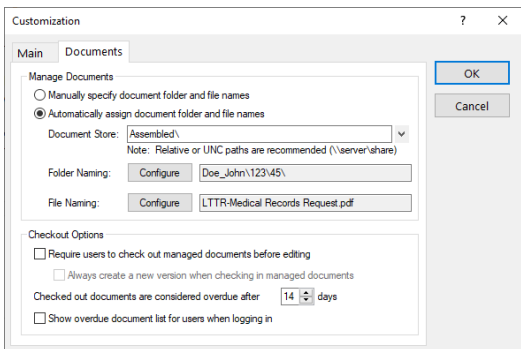 Customization
Main Documents
Manage Documents
Manually specify document folder and file names
Automatically assign document folder and file names
Document Store: Assembled\
Note: Relative or UNC paths are recommended (\\server\share)
Folder Naming: Configure Doe_John\123\45\
File Naming: Configure LTTR-Medical Records Request.pdf
Checkout Options
Require users to check out managed documents before editing
Always create a new version when checking in managed documents
Checked out documents are considered overdue after 14 days
Show overdue document list for users when logging in
OK
Cancel